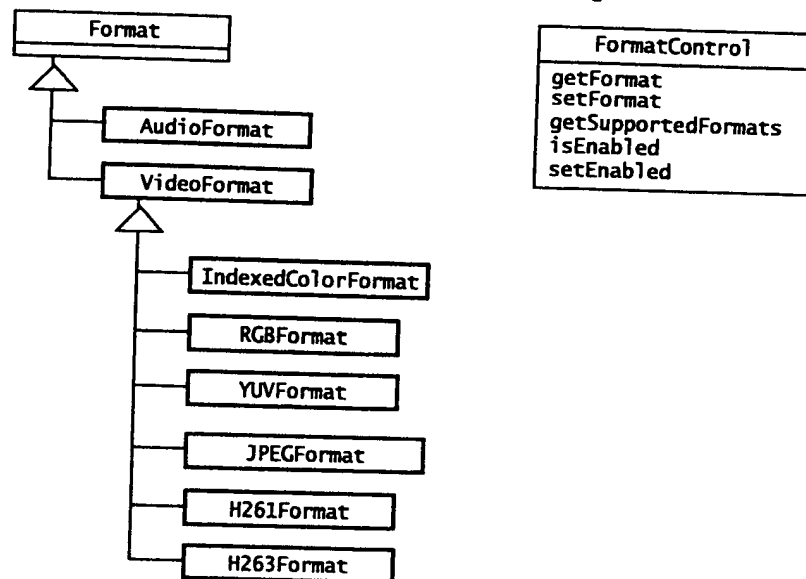 Format
AudioFormat
VideoFormat
IndexedColorFormat
RGBFormat
YUVFormat
JPEGFormat
H261Format
H263Format
FormatControl
getFormat
setFormat
getSupportedFormats
isEnabled
setEnabled